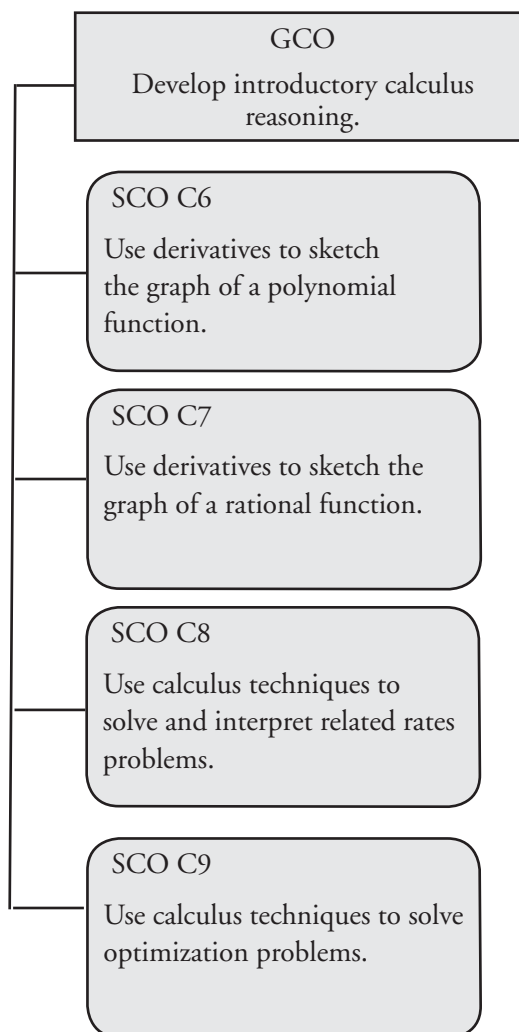 GCO
Develop introductory calculus
reasoning.
SCO C6
Use derivatives to sketch
the graph of a polynomial
function.
SCO C7
Use derivatives to sketch the
graph of a rational function.
SCO C8
Use calculus techniques to
solve and interpret related rates
problems.
SCO C9
Use calculus techniques to solve
optimization problems.